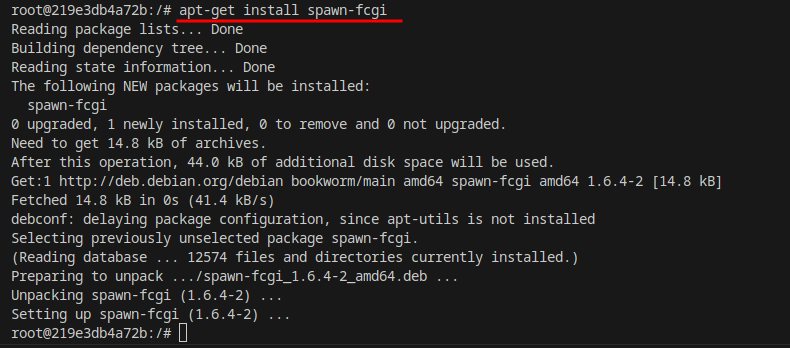 root@219e3db4a72b:/# apt-get install spawn-fcgi
Reading package lists... Done
Building dependency tree... Done
Reading state information... Done
The following NEW packages will be installed:
  spawn-fcgi
0 upgraded, 1 newly installed, 0 to remove and 0 not upgraded.
Need to get 14.8 kB of archives.
After this operation, 44.0 kB of additional disk space will be used.
Get:1 http://deb.debian.org/debian bookworm/main amd64 spawn-fcgi amd64 1.6.4-2 [14.8 kB]
Fetched 14.8 kB in 0s (41.4 kB/s)
debconf: delaying package configuration, since apt-utils is not installed
Selecting previously unselected package spawn-fcgi.
(Reading database ... 12574 files and directories currently installed.)
Preparing to unpack .../spawn-fcgi_1.6.4-2_amd64.deb ...
Unpacking spawn-fcgi (1.6.4-2) ...
Setting up spawn-fcgi (1.6.4-2) ...
root@219e3db4a72b:/#